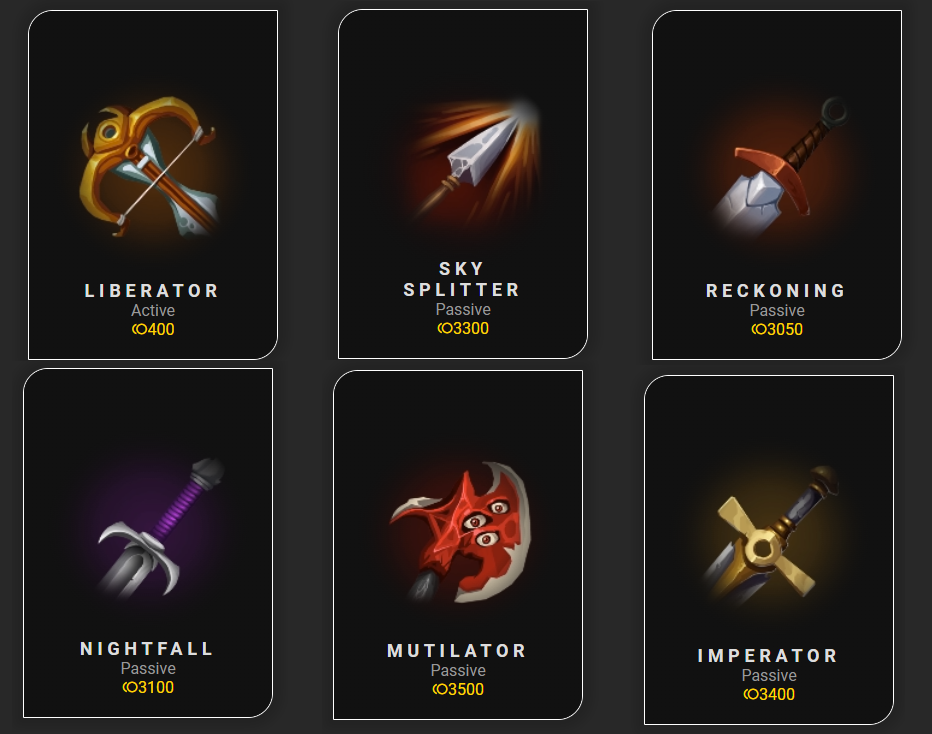 LIBERATOR
Active
400
SKY
SPLITTER
Passive
3300
RECKONING
Passive
3050
NIGHTFALL
Passive
3100
MUTILATOR
Passive
3500
IMPERATOR
Passive
3400